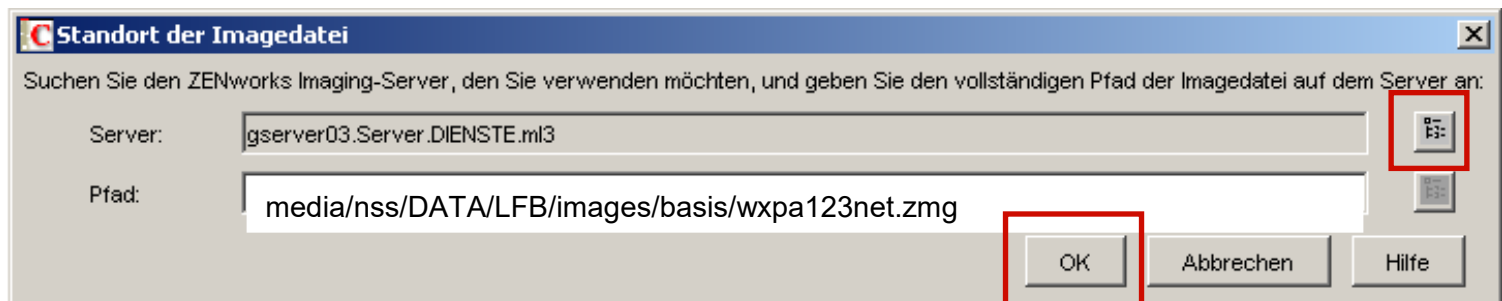 Standort der Imagedatei
Suchen Sie den ZENworks Imaging-Server, den Sie verwenden möchten, und geben Sie den vollständigen Pfad der Imagedatei auf dem Server an:
Server: gserver03.Server.DIENSTE.ml3
Pfad: media/nss/DATA/LFB/images/basis/wxpa123net.zmg
OK Abbrechen Hilfe